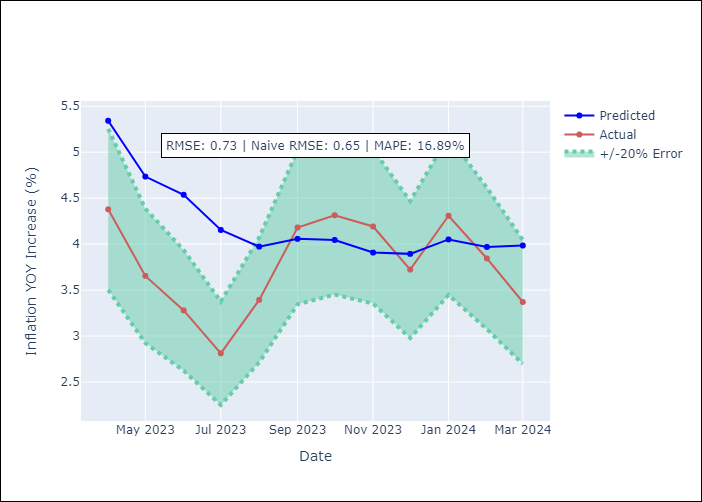 RMSE: 0.73 | Naive RMSE: 0.65 | MAPE: 16.89%
Predicted
Actual
+/-20% Error
Inflation YOY Increase (%)
5.5
5
4.5
4
3.5
3
2.5
May 2023
Jul 2023
Sep 2023
Nov 2023
Jan 2024
Mar 2024
Date